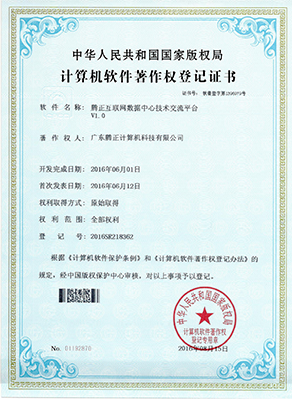 中华人民共和国国家版权局
计算机软件著作权登记证书
证书号： 软著登字第1396979号
软件名称： 腾正互联网数据中心技术交流平台
V1.0
著作权人： 广东腾正计算机科技有限公司
开发完成日期： 2016年06月01日
首次发表日期： 2016年06月12日
权利取得方式： 原始取得
权利范围： 全部权利
登记号： 2016SR218362
根据《计算机软件保护条例》和《计算机软件著作权登记办法》的
规定，经中国版权保护中心审核，对以上事项予以登记。
中华人民共和国国家版权局
计算机软件著作权
登记专用章
No.
2016年08月15日